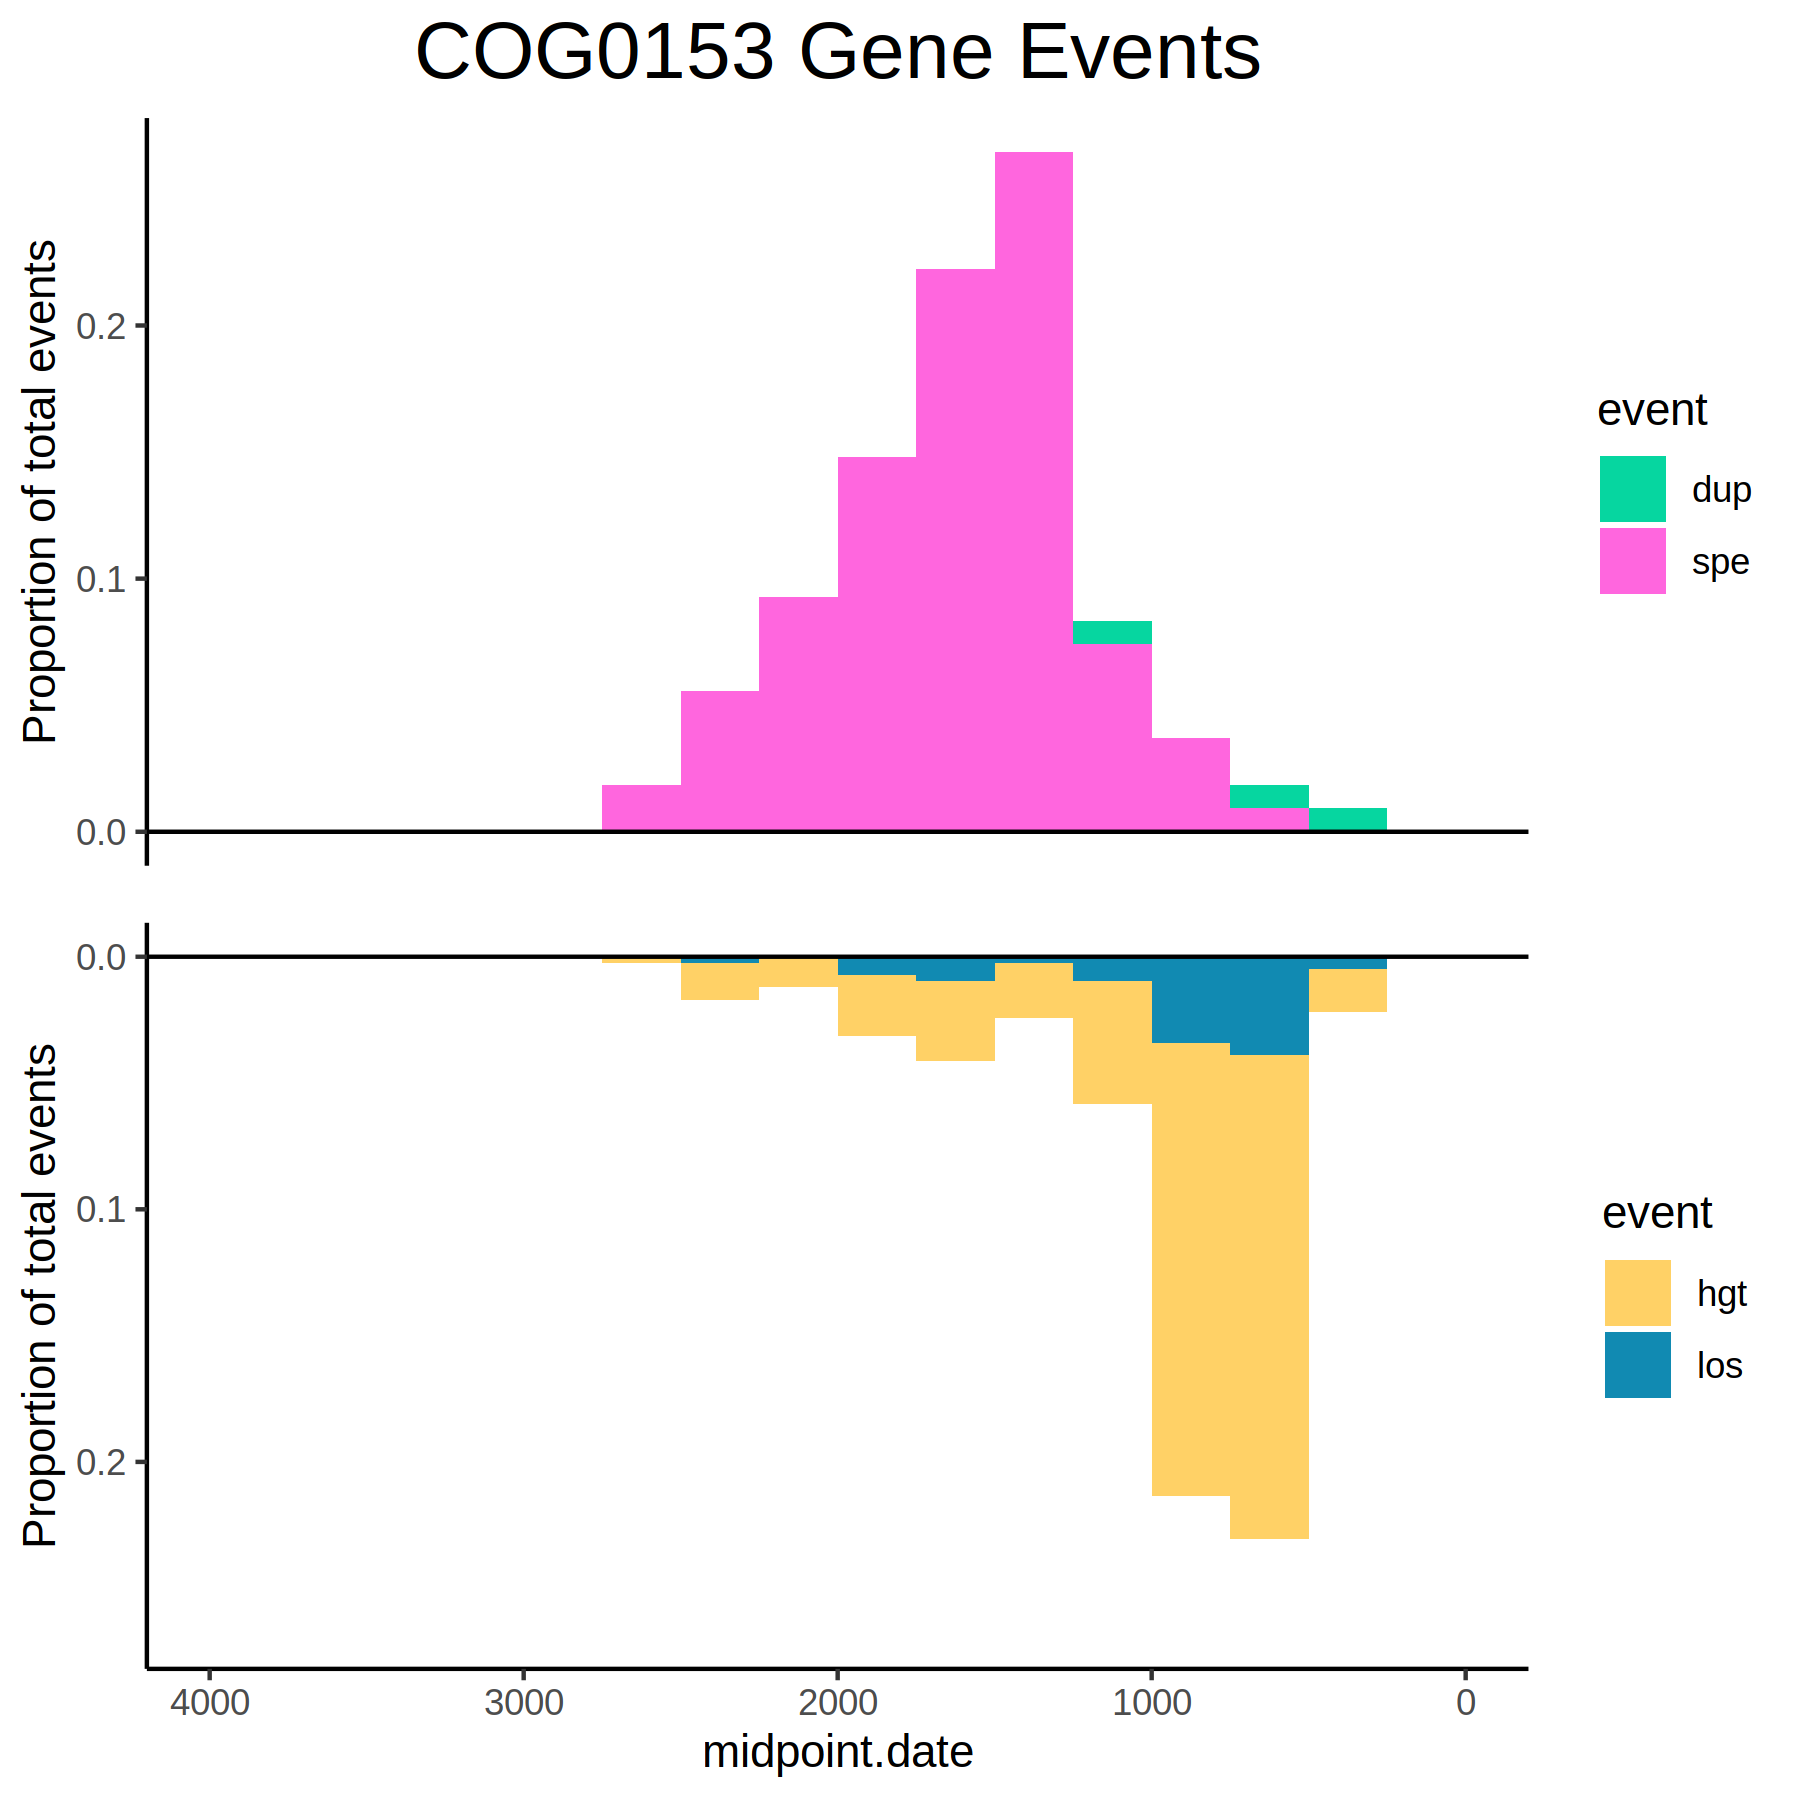 COG0153 Gene Events
Proportion of total events
0.2
0.1
0.0
event
dup
spe
Proportion of total events
0.0
0.1
0.2
event
hgt
los
4000 3000 2000 1000 0
midpoint.date